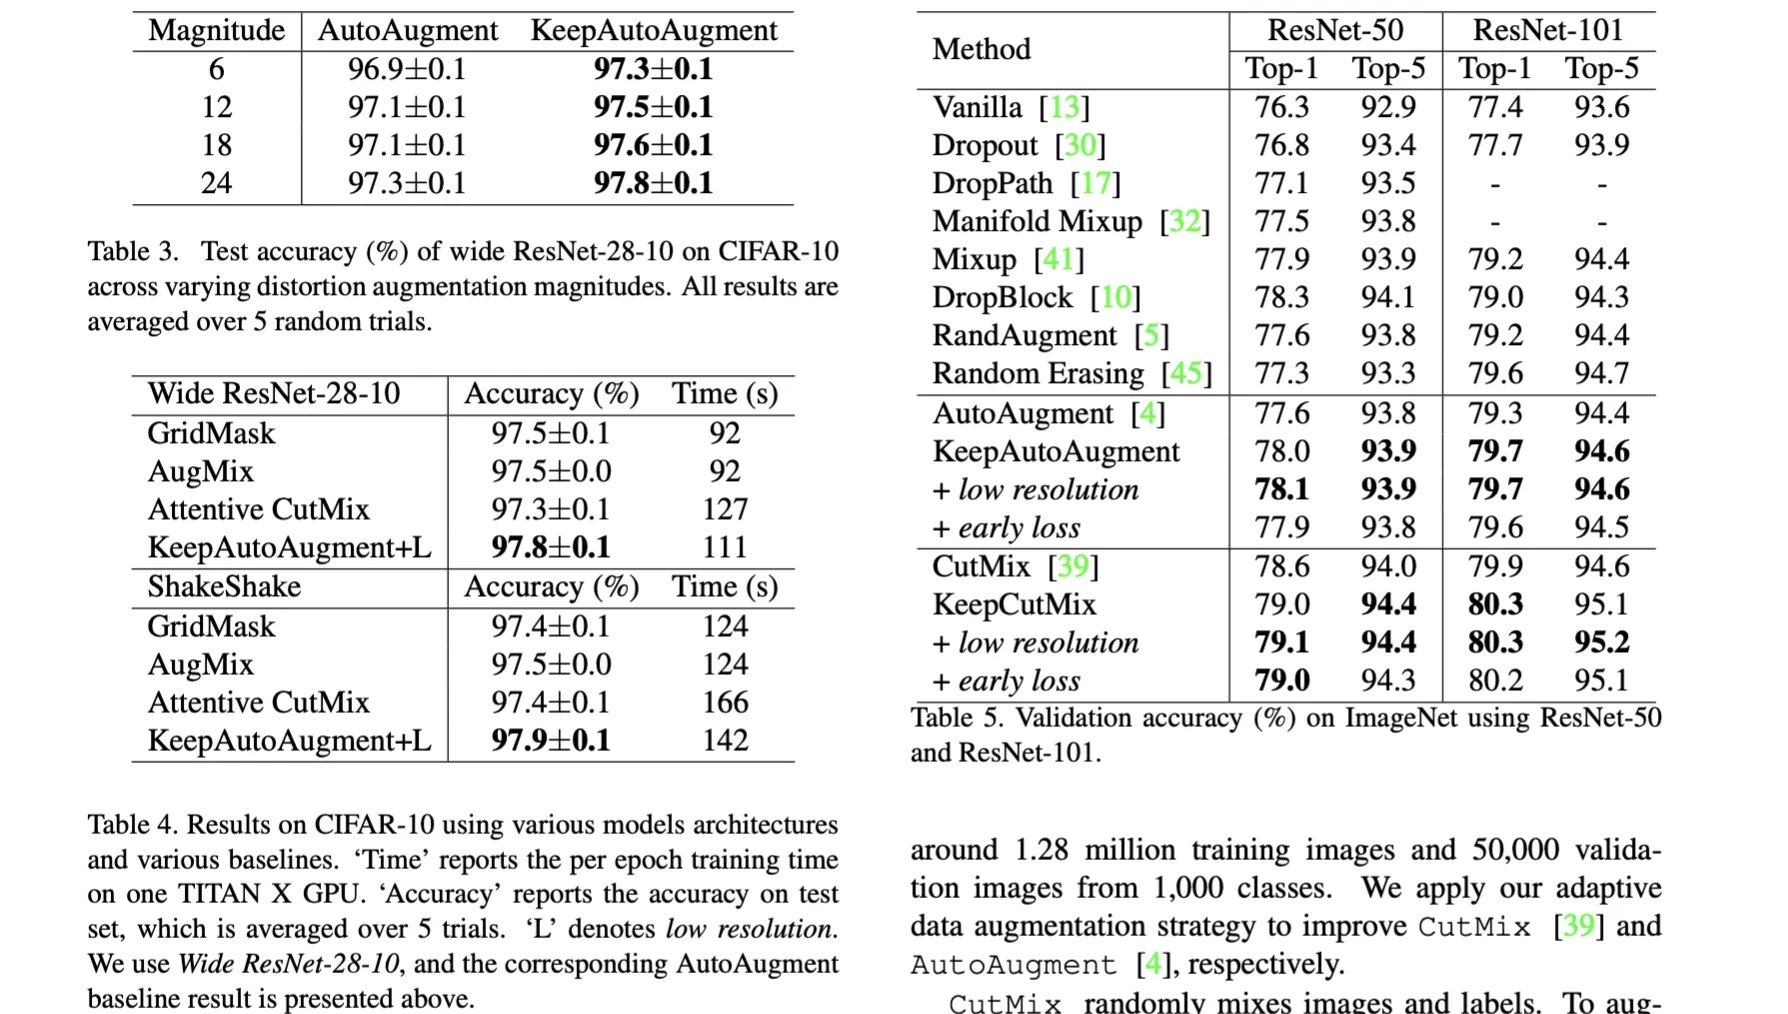 Magnitude AutoAugment KeepAutoAugment
6 96.9±0.1 97.3±0.1
12 97.1±0.1 97.5±0.1
18 97.1±0.1 97.6±0.1
24 97.3±0.1 97.8±0.1
Table 3. Test accuracy (%) of wide ResNet-28-10 on CIFAR-10
across varying distortion augmentation magnitudes. All results are
averaged over 5 random trials.
Wide ResNet-28-10 Accuracy (%) Time (s)
GridMask 97.5±0.1 92
AugMix 97.5±0.0 92
Attentive CutMix 97.3±0.1 127
KeepAutoAugment+L 97.8±0.1 111
ShakeShake Accuracy (%) Time (s)
GridMask 97.4±0.1 124
AugMix 97.5±0.0 124
Attentive CutMix 97.4±0.1 166
KeepAutoAugment+L 97.9±0.1 142
Table 4. Results on CIFAR-10 using various models architectures
and various baselines. ‘Time’ reports the per epoch training time
on one TITAN X GPU. ‘Accuracy’ reports the accuracy on test
set, which is averaged over 5 trials. ‘L’ denotes low resolution.
We use Wide ResNet-28-10, and the corresponding AutoAugment
baseline result is presented above.
Method ResNet-50 ResNet-101
Top-1 Top-5 Top-1 Top-5
Vanilla [13] 76.3 92.9 77.4 93.6
Dropout [30] 76.8 93.4 77.7 93.9
DropPath [17] 77.1 93.5 - -
Manifold Mixup [32] 77.5 93.8 - -
Mixup [41] 77.9 93.9 79.2 94.4
DropBlock [10] 78.3 94.1 79.0 94.3
RandAugment [5] 77.6 93.8 79.2 94.4
Random Erasing [45] 77.3 93.3 79.6 94.7
AutoAugment [4] 77.6 93.8 79.3 94.4
KeepAutoAugment 78.0 93.9 79.7 94.6
+ low resolution 78.1 93.9 79.7 94.6
+ early loss 77.9 93.8 79.6 94.5
CutMix [39] 78.6 94.0 79.9 94.6
KeepCutMix 79.0 94.4 80.3 95.1
+ low resolution 79.1 94.4 80.3 95.2
+ early loss 79.0 94.3 80.2 95.1
Table 5. Validation accuracy (%) on ImageNet using ResNet-50
and ResNet-101.
around 1.28 million training images and 50,000 valida-
tion images from 1,000 classes. We apply our adaptive
data augmentation strategy to improve CutMix [39] and
AutoAugment [4], respectively.
CutMix randomly mixes images and labels. To aug-